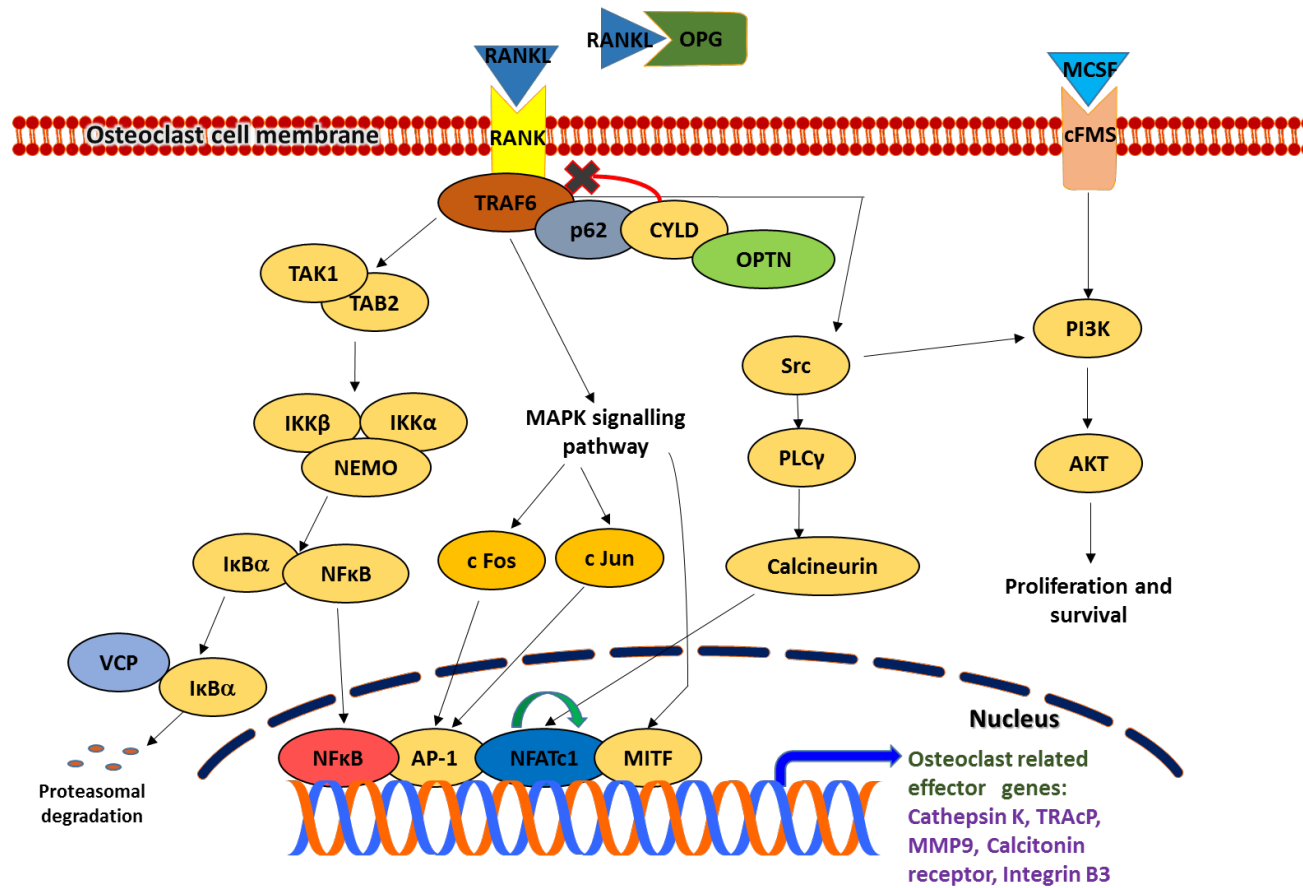 RANKL
RANKL
OPG
MCSF
Osteoclast cell membrane
RANK
cFMS
TRAF6
p62
CYLD
OPTN
TAK1
TAB2
PI3K
Src
IKKβ
IKKα
NEMO
MAPK signalling
pathway
PLCγ
AKT
IκBα
NFκB
c Fos
c Jun
Calcineurin
Proliferation and
survival
VCP
IκBα
Nucleus
NFκB
AP-1
NFATc1
MITF
Proteasomal
degradation
Osteoclast related
effector genes:
Cathepsin K, TRAcP,
MMP9, Calcitonin
receptor, Integrin B3